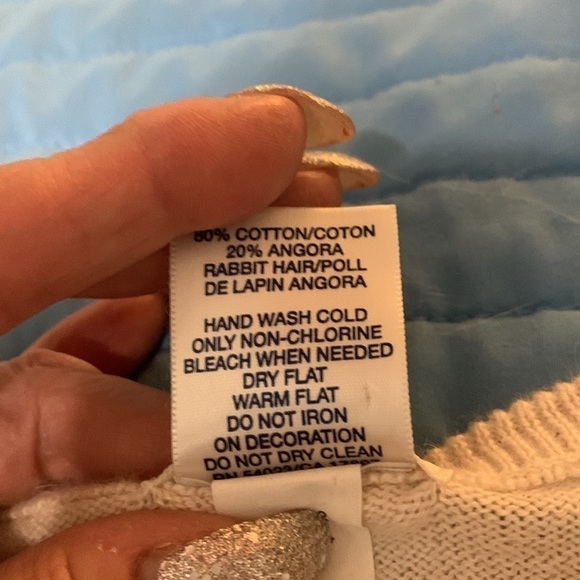 80% COTTON/COTON
20% ANGORA
RABBIT HAIR/POLL
DE LAPIN ANGORA
HAND WASH COLD
ONLY NON-CHLORINE
BLEACH WHEN NEEDED
DRY FLAT
WARM FLAT
DO NOT IRON
ON DECORATION
DO NOT DRY CLEAN